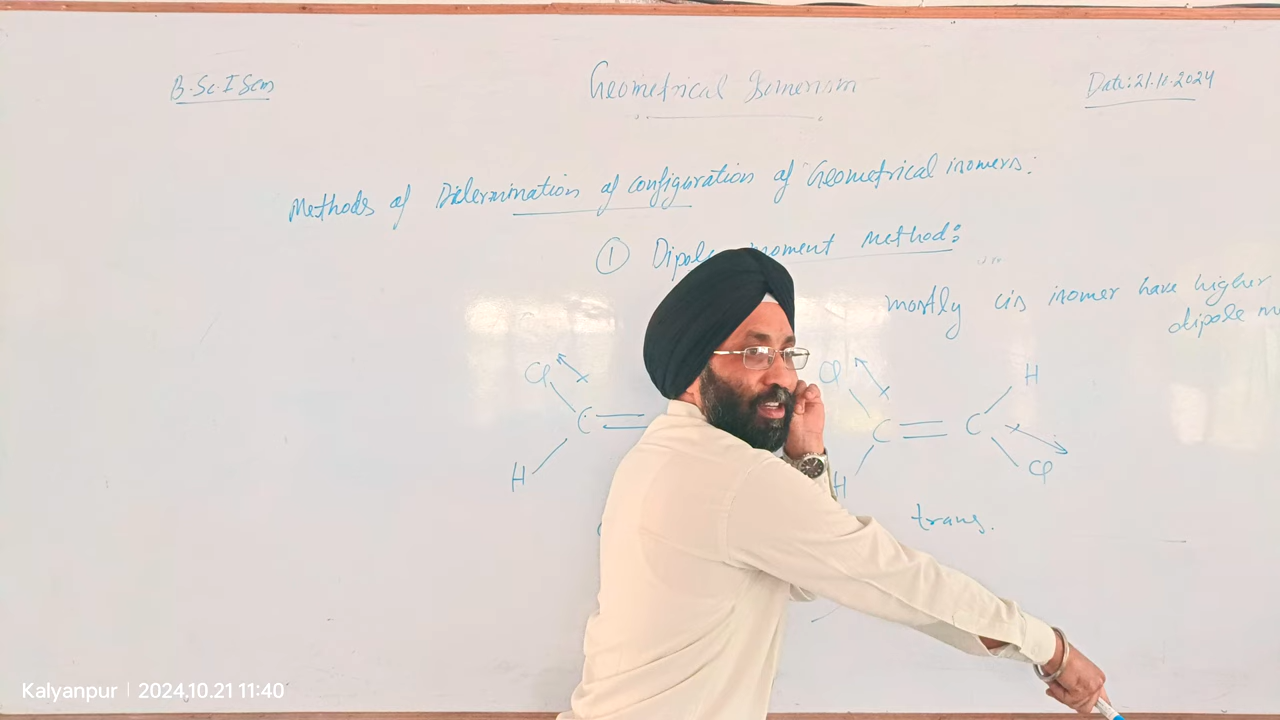 B.Sc. I Sem
Geometrical Isomerism
Date: 21.10.2024
Methods of Determination of configuration of Geometrical isomers:
① Dipole moment Method:
mostly cis isomer have higher
dipole m
Cl
C
H
Cl
H
C
C
H
Cl
trans.
Kalyanpur | 2024.10.21 11:40